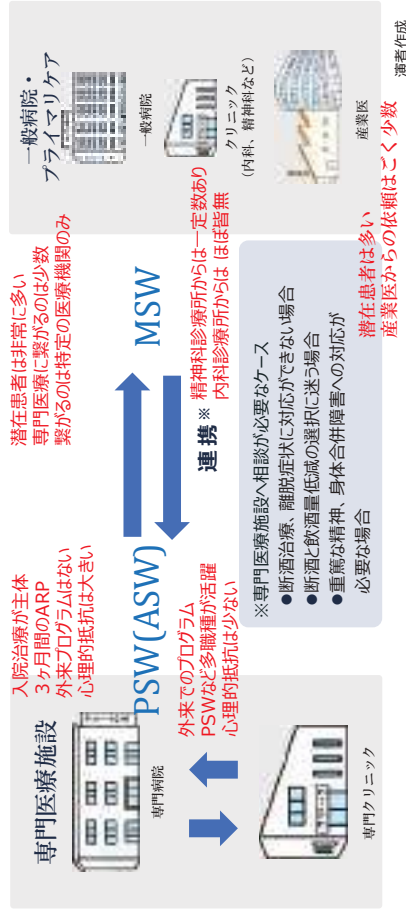 専門医療施設
専門病院
専門クリニック
入院治療が主体
3ヶ月間のARP
外来プログラムはない
心理的抵抗は大きい
PSW(ASW)
外来でのプログラム
PSWなど多職種が活躍
心理的抵抗は少ない
潜在患者は非常に多い
専門医療に繋がるのは少数
繋がるのは特定の医療機関のみ
MSW
連携※
精神科診療所からは一定数あり
内科診療所からは ほぼ皆無
※専門医療施設へ相談が必要なケース
●断酒治療、離脱症状に対応ができない場合
●断酒と飲酒量低減の選択に迷う場合
●重篤な精神、身体合併障害への対応が
必要な場合
一般病院・
プライマリケア
一般病院
クリニック
(内科、精神科など)
産業医
潜在患者は多い
産業医からの依頼はごく少数
演者作成